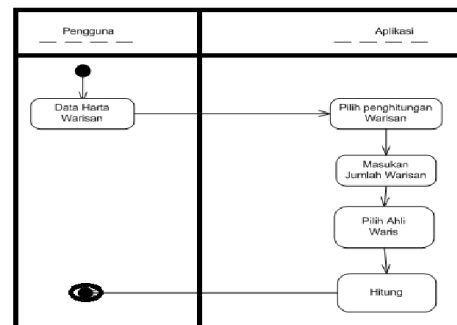 Pengguna
Aplikasi
Data Harta
Warisan
Pilih penghitungan
Warisan
Masukan
Jumlah Warisan
Pilih Ahli
Waris
Hitung